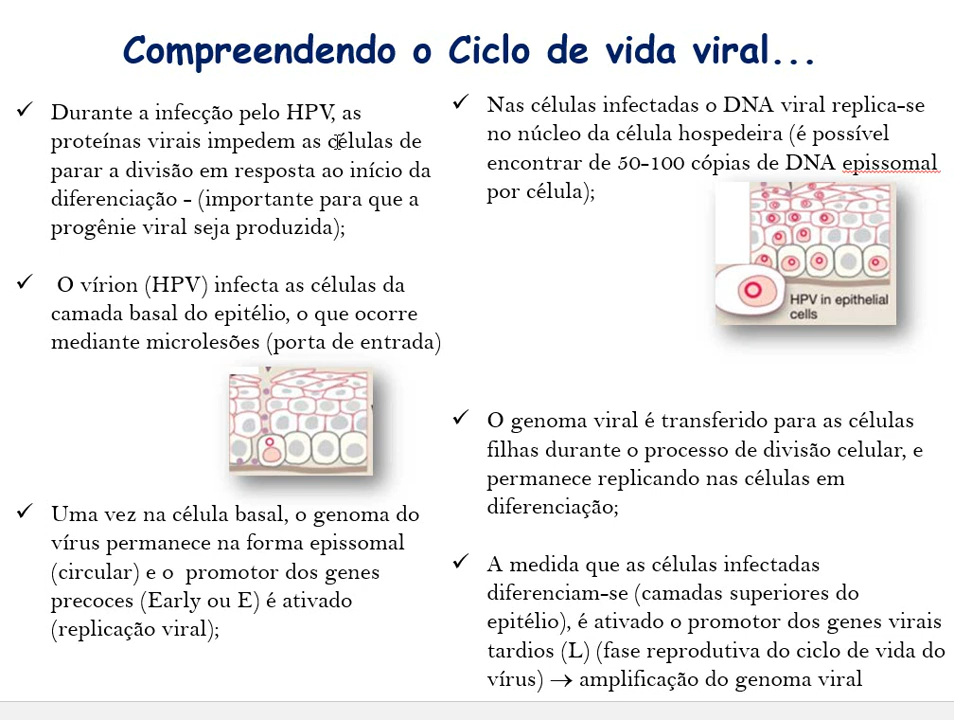 Compreendendo o Ciclo de vida viral...
✓ Durante a infecção pelo HPV, as
proteínas virais impedem as células de
parar a divisão em resposta ao início da
diferenciação - (importante para que a
progênie viral seja produzida);
✓ O vírion (HPV) infecta as células da
camada basal do epitélio, o que ocorre
mediante microlesões (porta de entrada)
✓ Uma vez na célula basal, o genoma do
vírus permanece na forma epissomal
(circular) e o promotor dos genes
precoces (Early ou E) é ativado
(replicação viral);
✓ Nas células infectadas o DNA viral replica-se
no núcleo da célula hospedeira (é possível
encontrar de 50-100 cópias de DNA epissomal
por célula);
HPV in epithelial
cells
✓ O genoma viral é transferido para as células
filhas durante o processo de divisão celular, e
permanece replicando nas células em
diferenciação;
✓ A medida que as células infectadas
diferenciam-se (camadas superiores do
epitélio), é ativado o promotor dos genes virais
tardios (L) (fase reprodutiva do ciclo de vida do
vírus) → amplificação do genoma viral